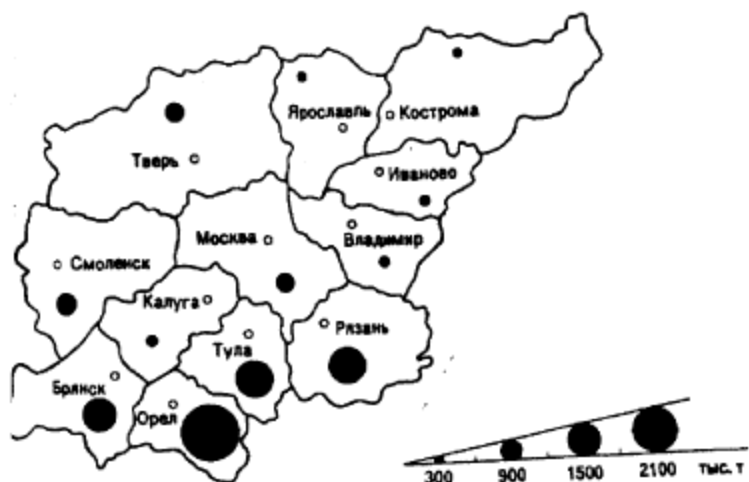 Ярославль
Кострома
Тверь
Иваново
Москва
Владимир
Смоленск
Калуга
Рязань
Тула
Брянск
Орел
300 900 1500 2100 тыс. т